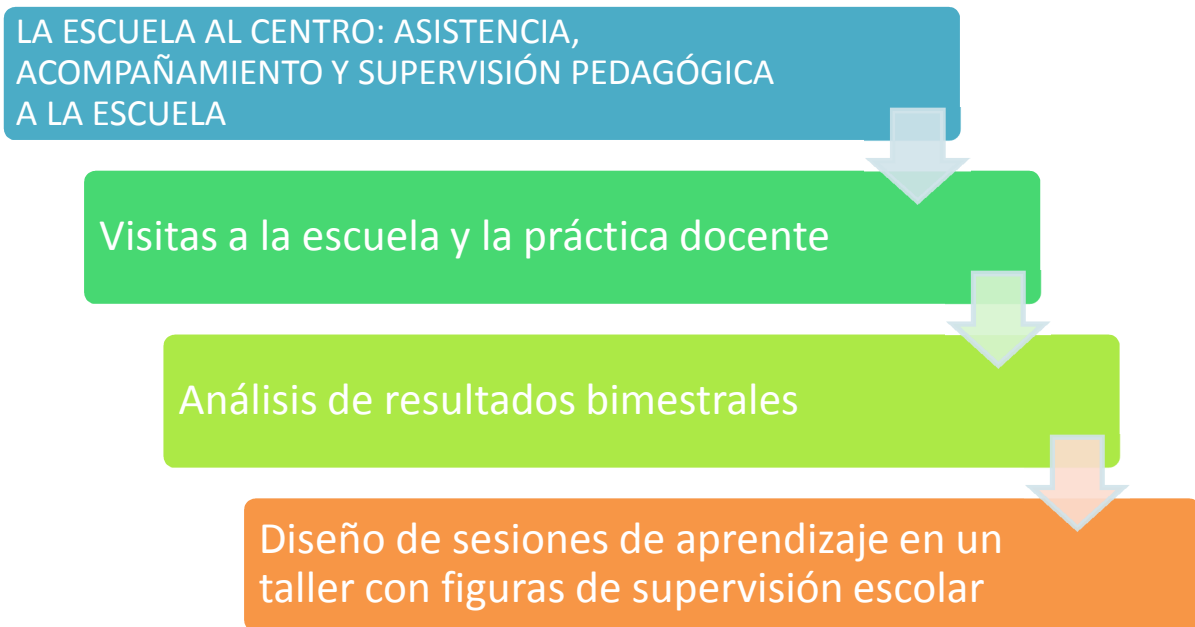 LA ESCUELA AL CENTRO: ASISTENCIA,
ACOMPAÑAMIENTO Y SUPERVISIÓN PEDAGÓGICA
A LA ESCUELA
Visitas a la escuela y la práctica docente
Análisis de resultados bimestrales
Diseño de sesiones de aprendizaje en un
taller con figuras de supervisión escolar